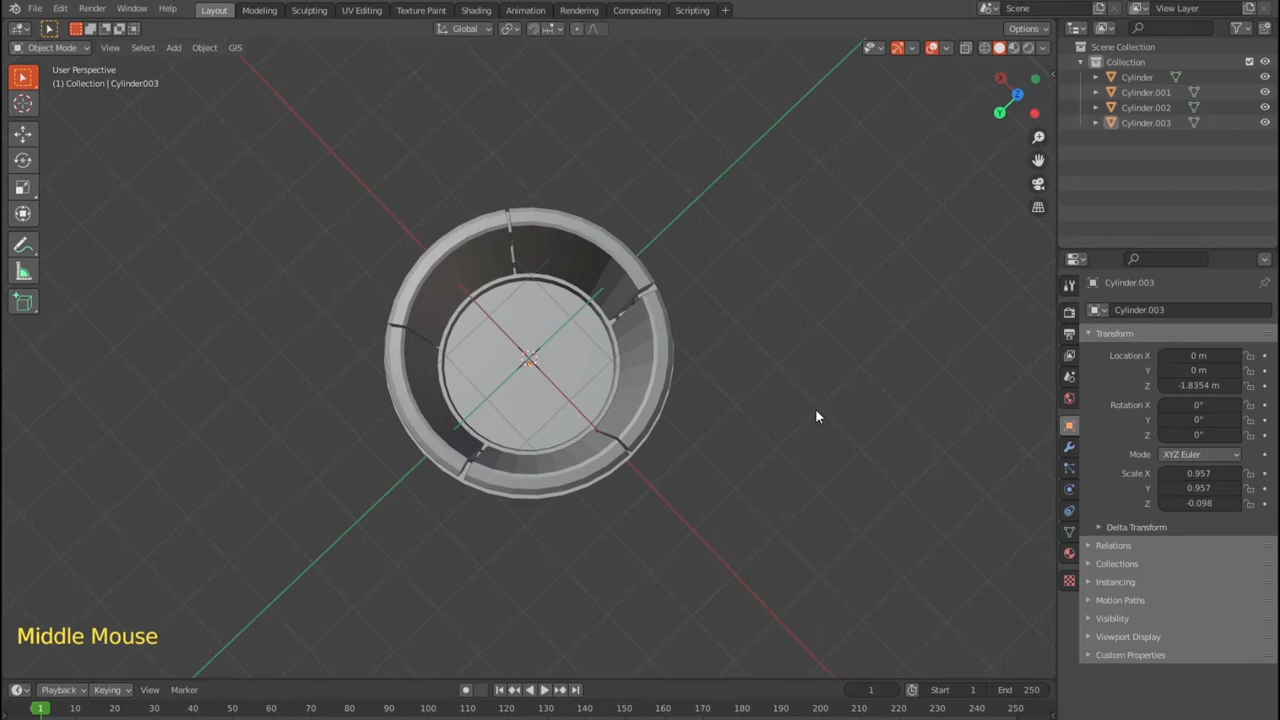 File Edit Render Window Help Layout Modeling Sculpting UV Editing Texture Paint Shading Animation Rendering Compositing Scripting + Scene View Layer
Global Options
Object Mode View Select Add Object GIS
User Perspective
(1) Collection | Cylinder003
X
Z
Y
Scene Collection
Collection
Cylinder
Cylinder.001
Cylinder.002
Cylinder.003
Cylinder.003
Cylinder.003
Transform
Location X 0 m
Y 0 m
Z -1.8354 m
Rotation X 0°
Y 0°
Z 0°
Mode XYZ Euler
Scale X 0.957
Y 0.957
Z -0.098
Delta Transform
Relations
Collections
Instancing
Motion Paths
Visibility
Viewport Display
Custom Properties
Middle Mouse
Playback Keying View Marker 1 Start 1 End 250
1 10 20 30 40 50 60 70 80 90 100 110 120 130 140 150 160 170 180 190 200 210 220 230 240 250